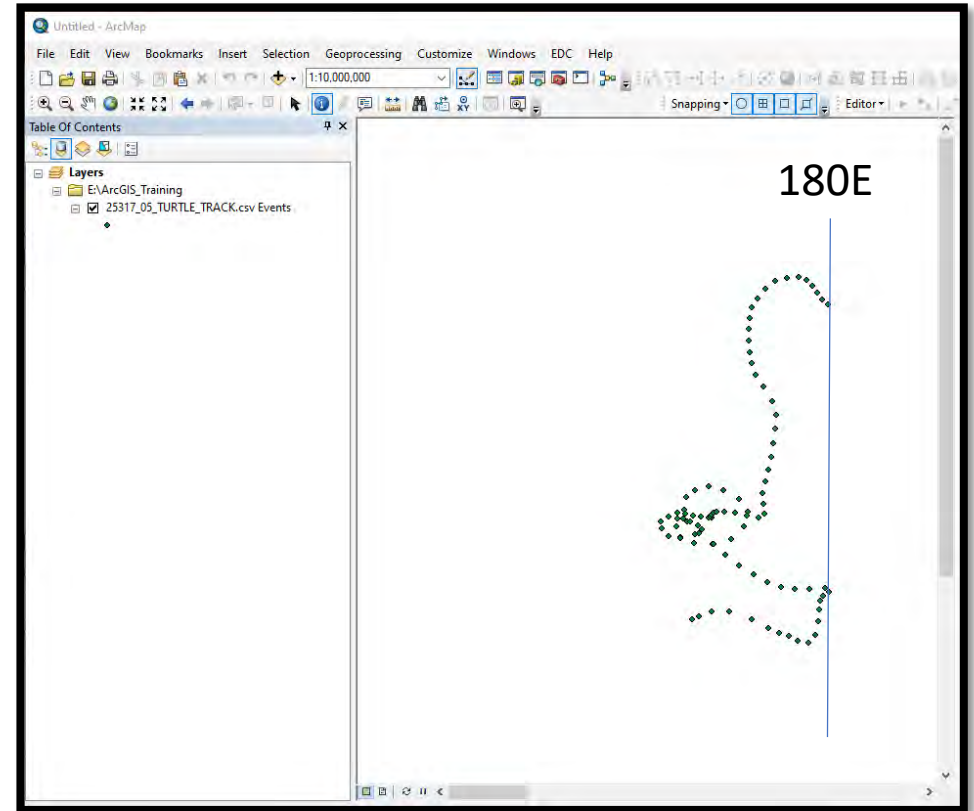 Untitled - ArcMap
File Edit View Bookmarks Insert Selection Geoprocessing Customize Windows EDC Help
1:10,000,000
Snapping Editor
Table Of Contents
Layers
E:\ArcGIS_Training
25317_05_TURTLE_TRACK.csv Events
180E